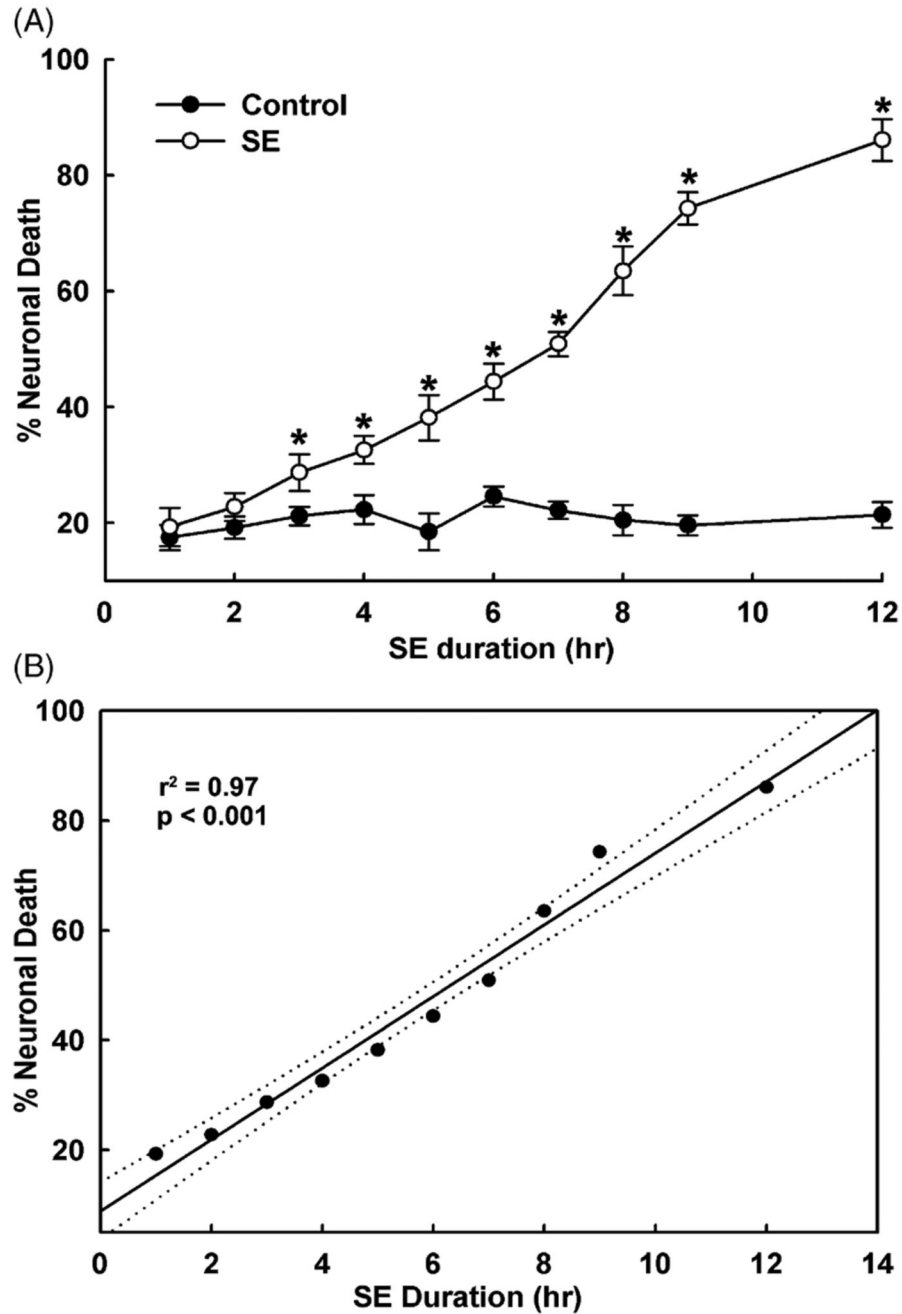 (A)
100
80
60
40
20
% Neuronal Death
Control
SE
*
*
*
*
*
*
*
*
0 2 4 6 8 10 12
SE duration (hr)
(B)
100
80
60
40
20
% Neuronal Death
r² = 0.97
p < 0.001
0 2 4 6 8 10 12 14
SE Duration (hr)